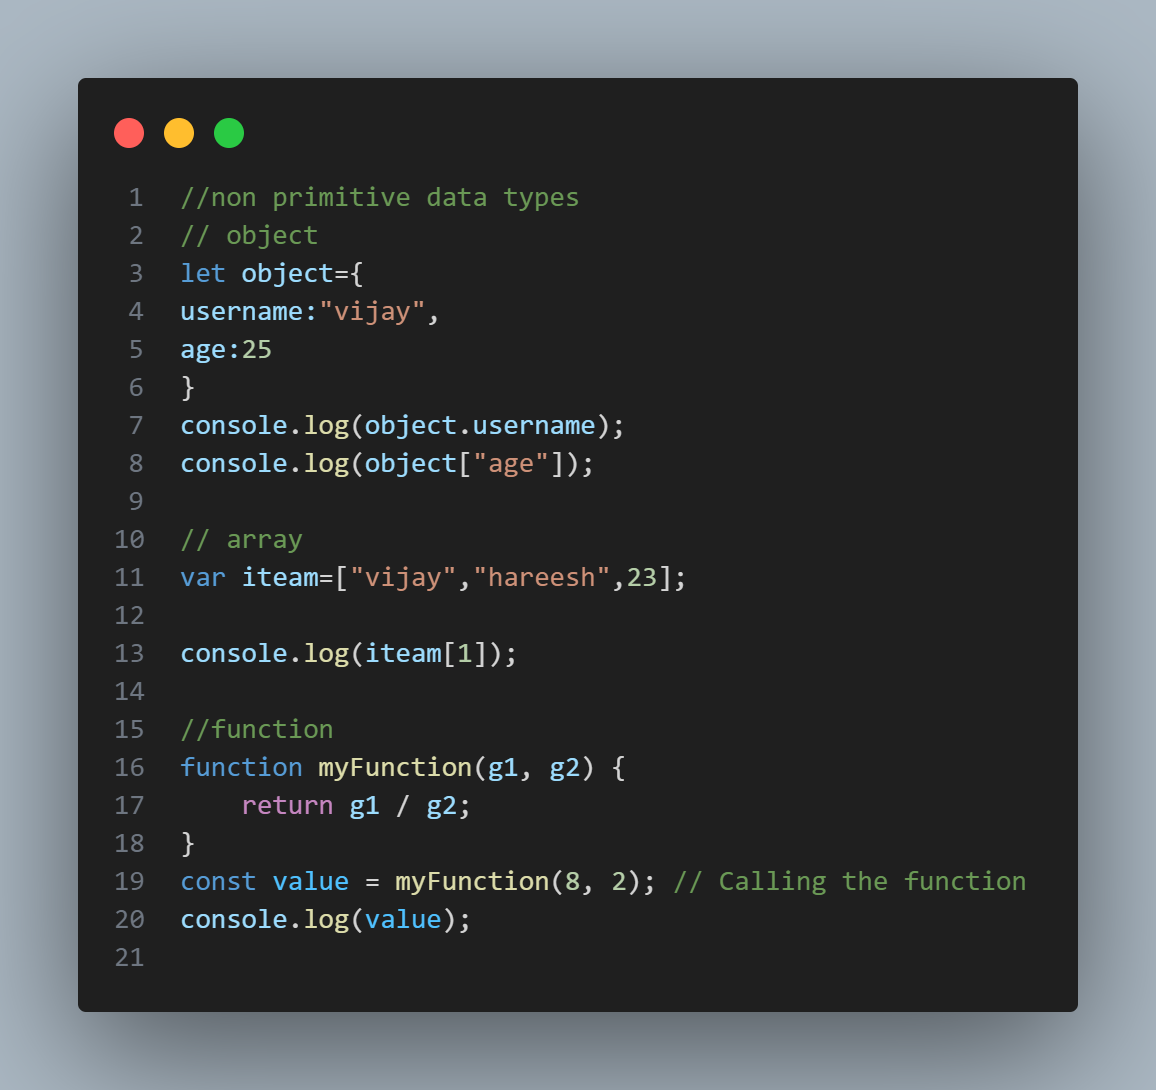 1 //non primitive data types
2 // object
3 let object={
4 username:"vijay",
5 age:25
6 }
7 console.log(object.username);
8 console.log(object["age"]);
9
10 // array
11 var iteam=["vijay","hareesh",23];
12
13 console.log(iteam[1]);
14
15 //function
16 function myFunction(g1, g2) {
17     return g1 / g2;
18 }
19 const value = myFunction(8, 2); // Calling the function
20 console.log(value);
21